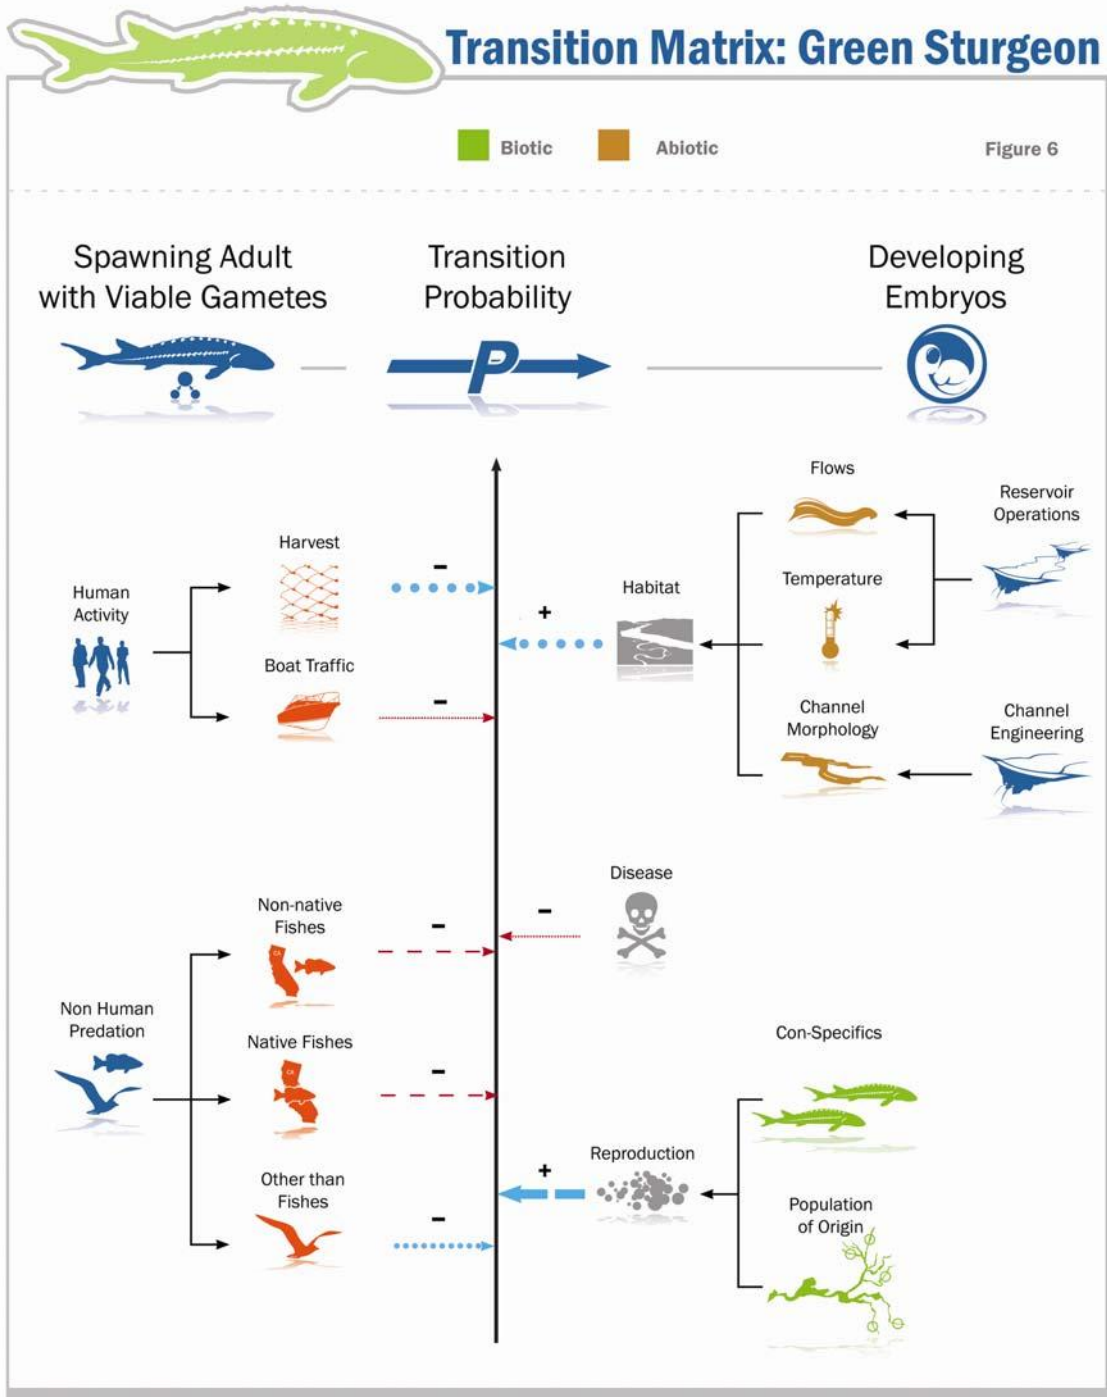 Transition Matrix: Green Sturgeon
Biotic
Abiotic
Figure 6
Spawning Adult
with Viable Gametes
Transition
Probability
Developing
Embryos
P
Flows
Reservoir
Operations
Harvest
-
Human
Activity
Temperature
Habitat
+
Boat Traffic
-
Channel
Morphology
Channel
Engineering
Disease
-
Non-native
Fishes
-
CA
Non Human
Predation
Native Fishes
-
CA
Con-Specifics
Reproduction
+
Other than
Fishes
-
Population
of Origin